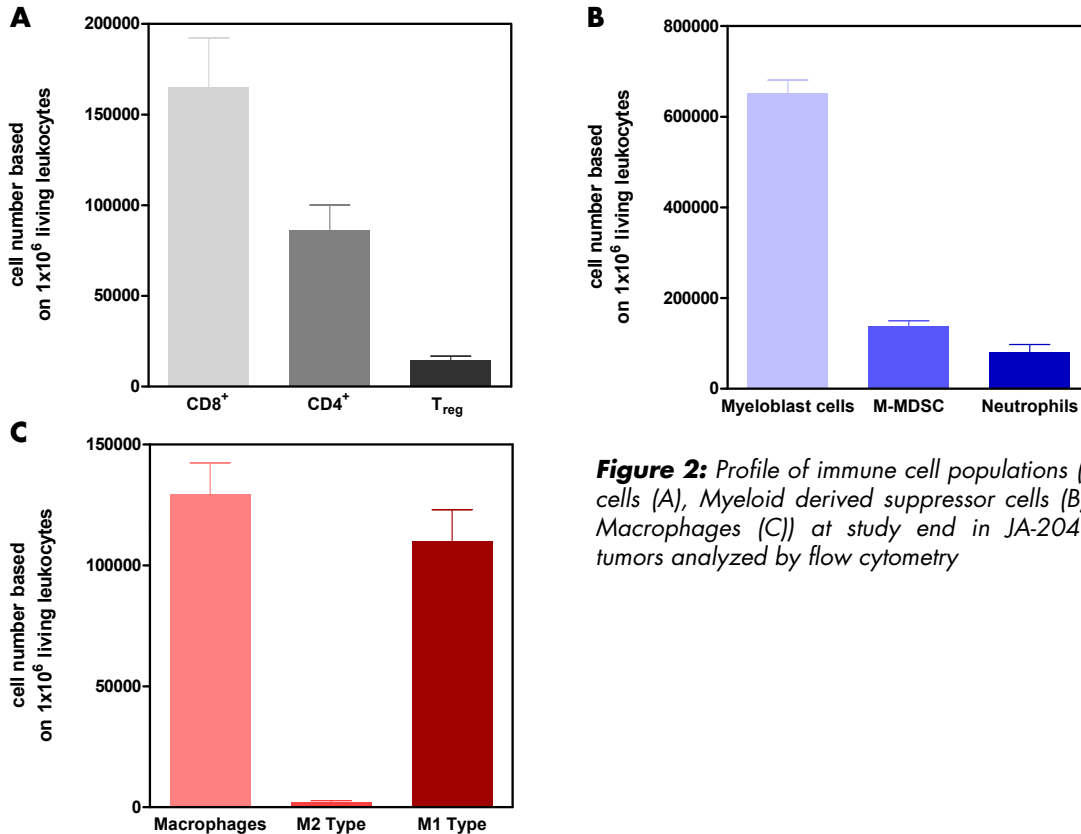 A
200000
150000
100000
50000
0
cell number based
on 1x10⁶ living leukocytes
CD8⁺ CD4⁺ Treg
B
800000
600000
400000
200000
0
cell number based
on 1x10⁶ living leukocytes
Myeloblast cells M-MDSC Neutrophils
C
150000
100000
50000
0
cell number based
on 1x10⁶ living leukocytes
Macrophages M2 Type M1 Type
Figure 2: Profile of immune cell populations (
cells (A), Myeloid derived suppressor cells (B)
Macrophages (C)) at study end in JA-204
tumors analyzed by flow cytometry